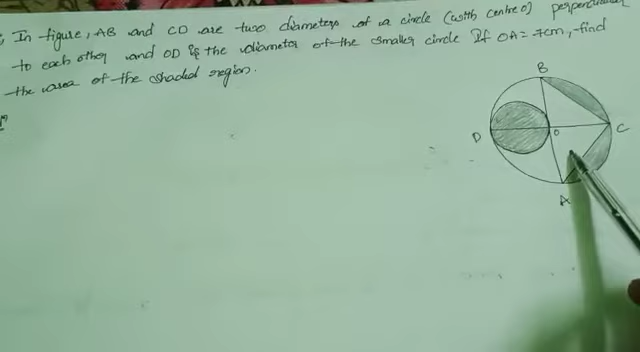 In figure, AB and CD are two diameters of a circle (with centre O) perpendicular
to each other and OD is the diameter of the smaller circle If OA = 7cm, find
the area of the shaded region.
B
D
O
C
A